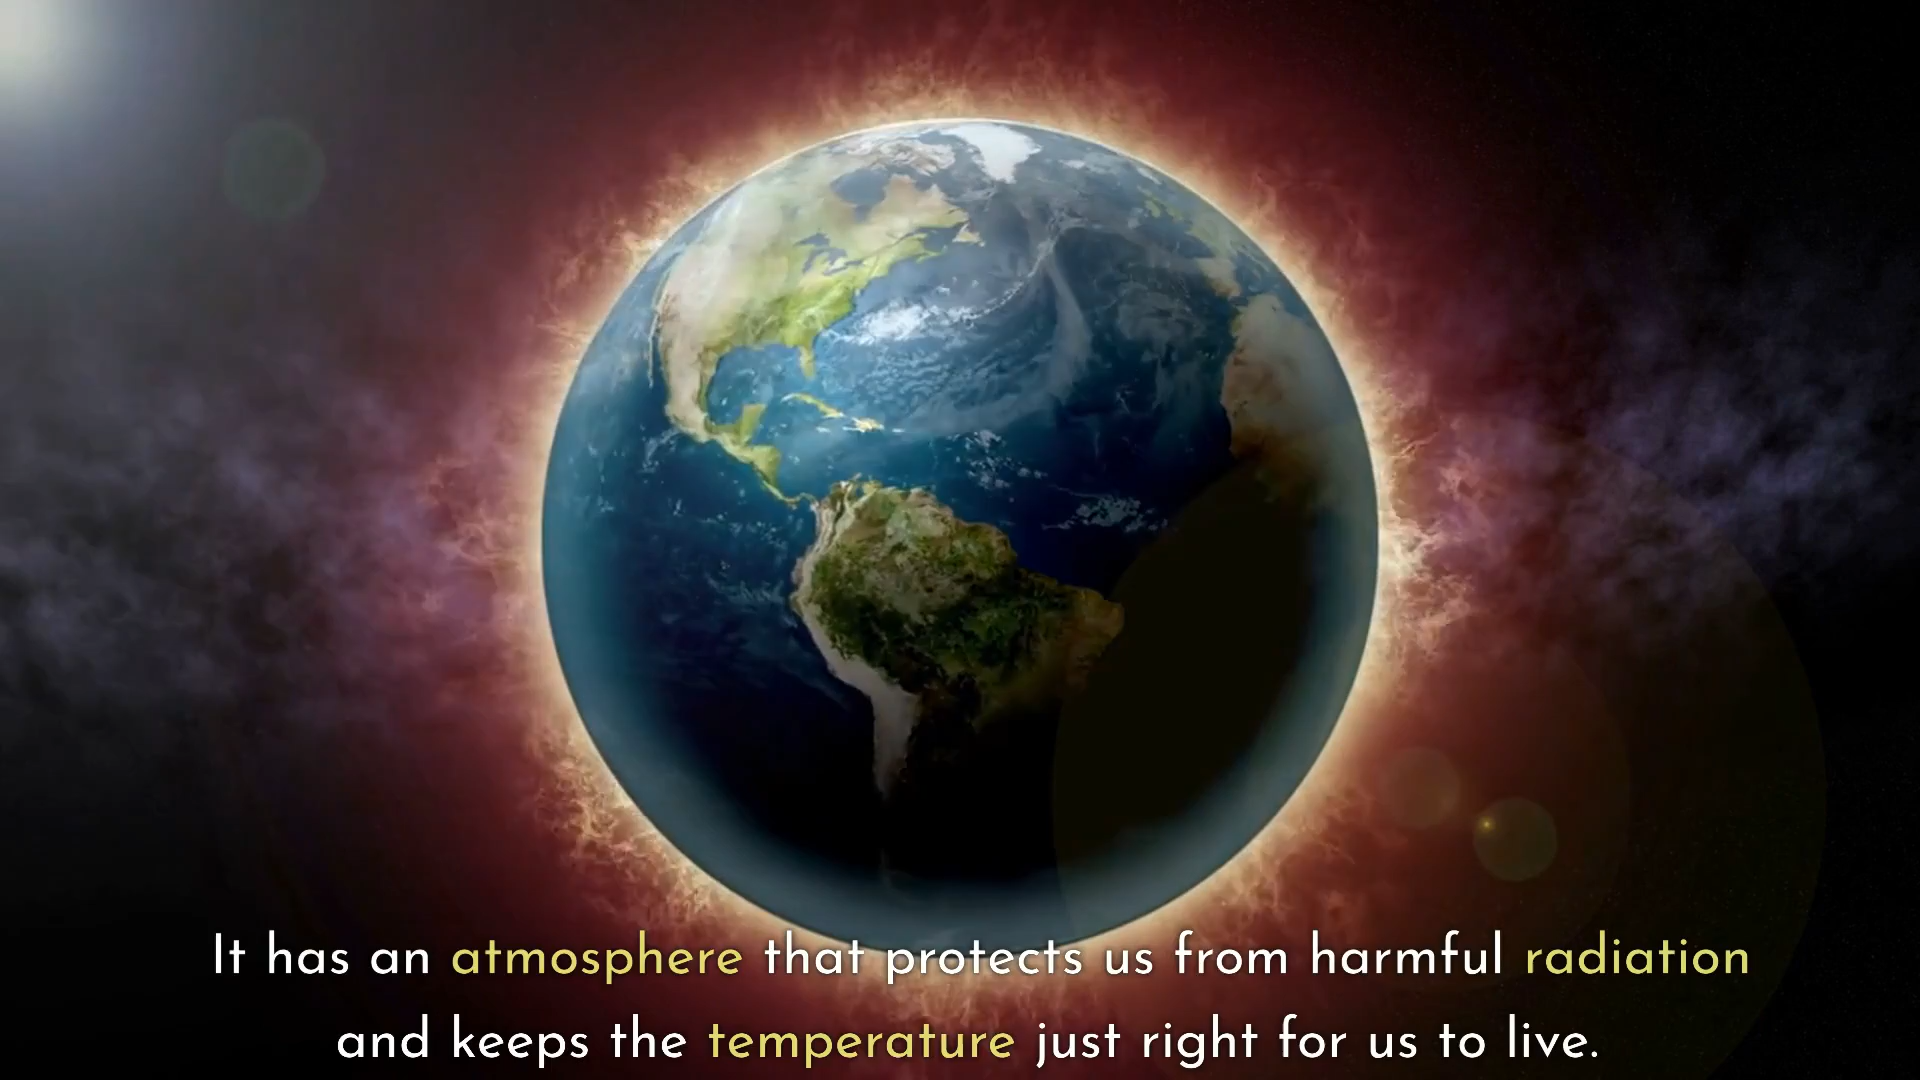 It has an atmosphere that protects us from harmful radiation
and keeps the temperature just right for us to live.